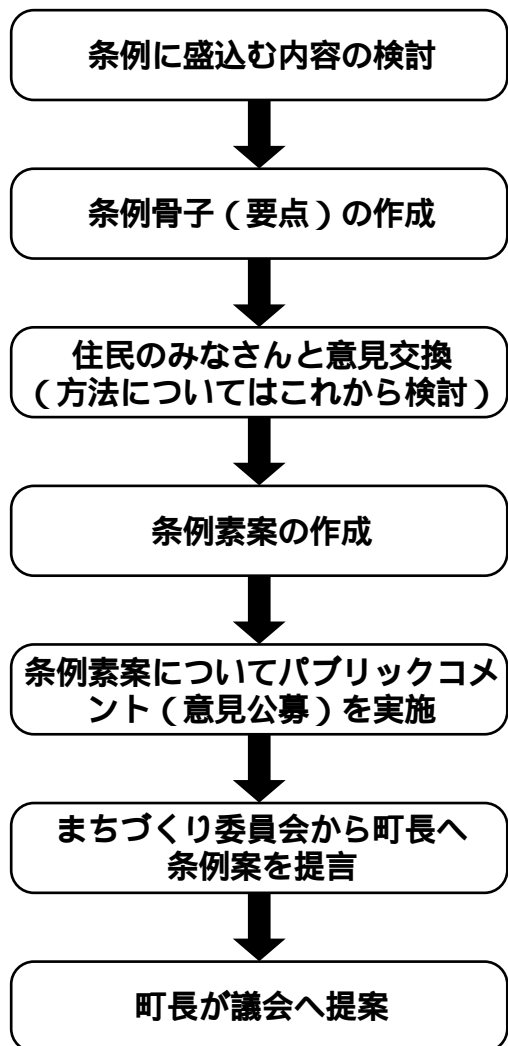 条例に盛込む内容の検討
条例骨子（要点）の作成
住民のみなさんと意見交換
（方法についてはこれから検討）
条例素案の作成
条例素案についてパブリックコメ
ント（意見公募）を実施
まちづくり委員会から町長へ
条例案を提言
町長が議会へ提案